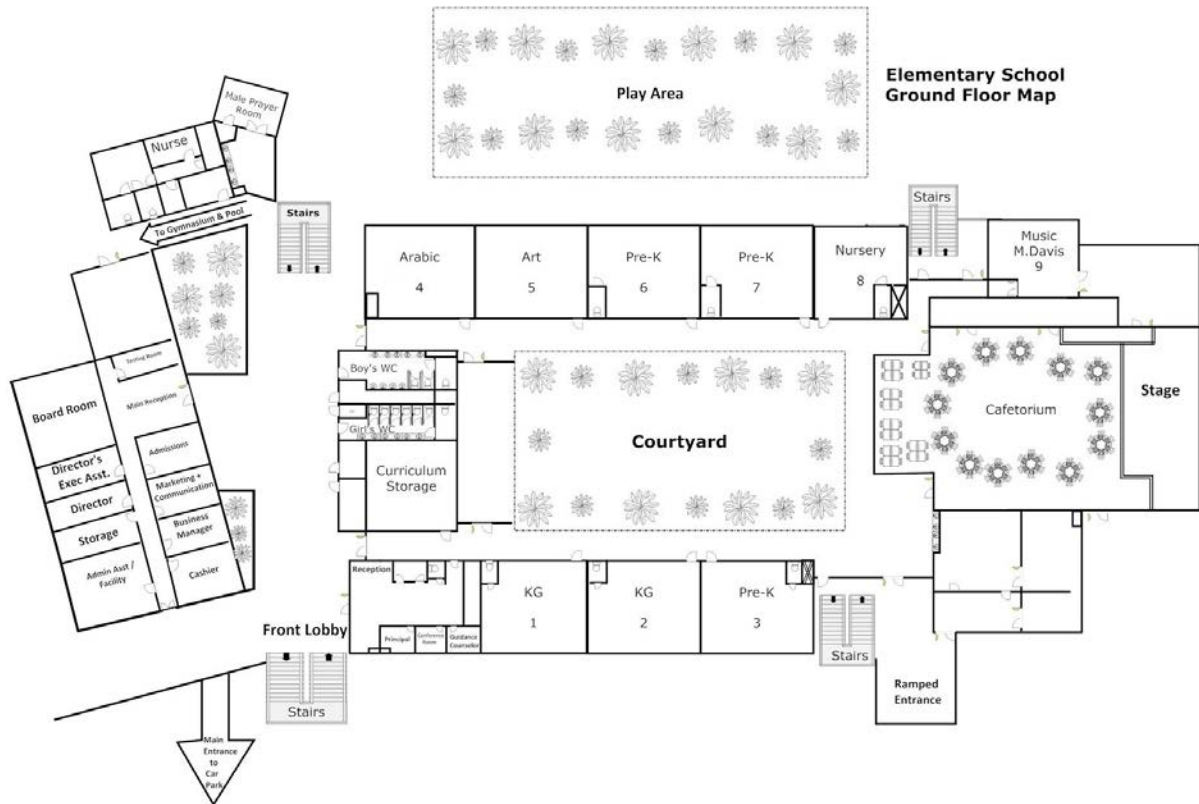 Elementary School
Ground Floor Map
Play Area
Male Prayer
Room
Nurse
To Gymnasium & Pool
Stairs
Stairs
Arabic
4
Art
5
Pre-K
6
Pre-K
7
Nursery
8
Music
M.Davis
9
Testing Room
Board Room
Main Reception
Boy's WC
Girl's WC
Courtyard
Cafetorium
Stage
Admissions
Director's
Exec Asst.
Marketing +
Communication
Director
Curriculum
Storage
Storage
Business
Manager
Admin Asst /
Facility
Cashier
Reception
KG
1
KG
2
Pre-K
3
Front Lobby
Principal
Conference
Room
Guidance
Counselor
Stairs
Stairs
Ramped
Entrance
Main
Entrance
to
Car
Park